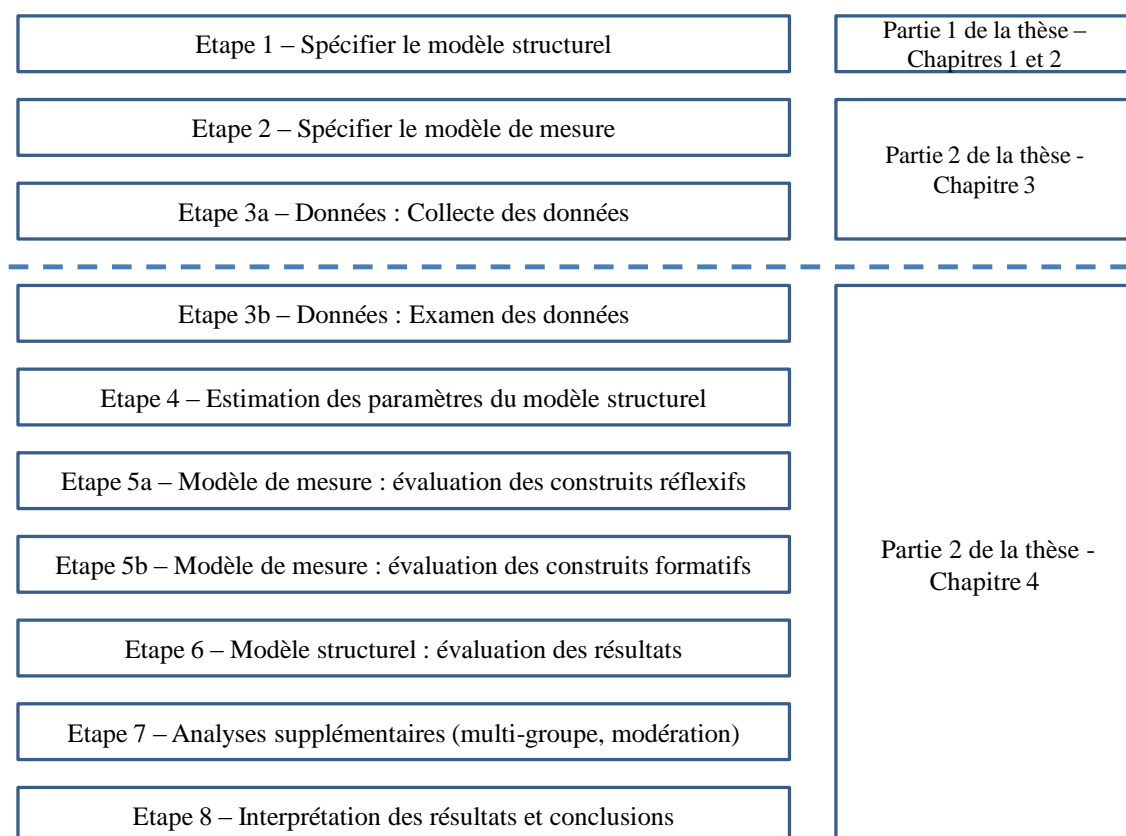 Etape 1 – Spécifier le modèle structurel
Partie 1 de la thèse –
Chapitres 1 et 2
Etape 2 – Spécifier le modèle de mesure
Partie 2 de la thèse -
Chapitre 3
Etape 3a – Données : Collecte des données
Etape 3b – Données : Examen des données
Etape 4 – Estimation des paramètres du modèle structurel
Etape 5a – Modèle de mesure : évaluation des construits réflexifs
Etape 5b – Modèle de mesure : évaluation des construits formatifs
Partie 2 de la thèse -
Chapitre 4
Etape 6 – Modèle structurel : évaluation des résultats
Etape 7 – Analyses supplémentaires (multi-groupe, modération)
Etape 8 – Interprétation des résultats et conclusions